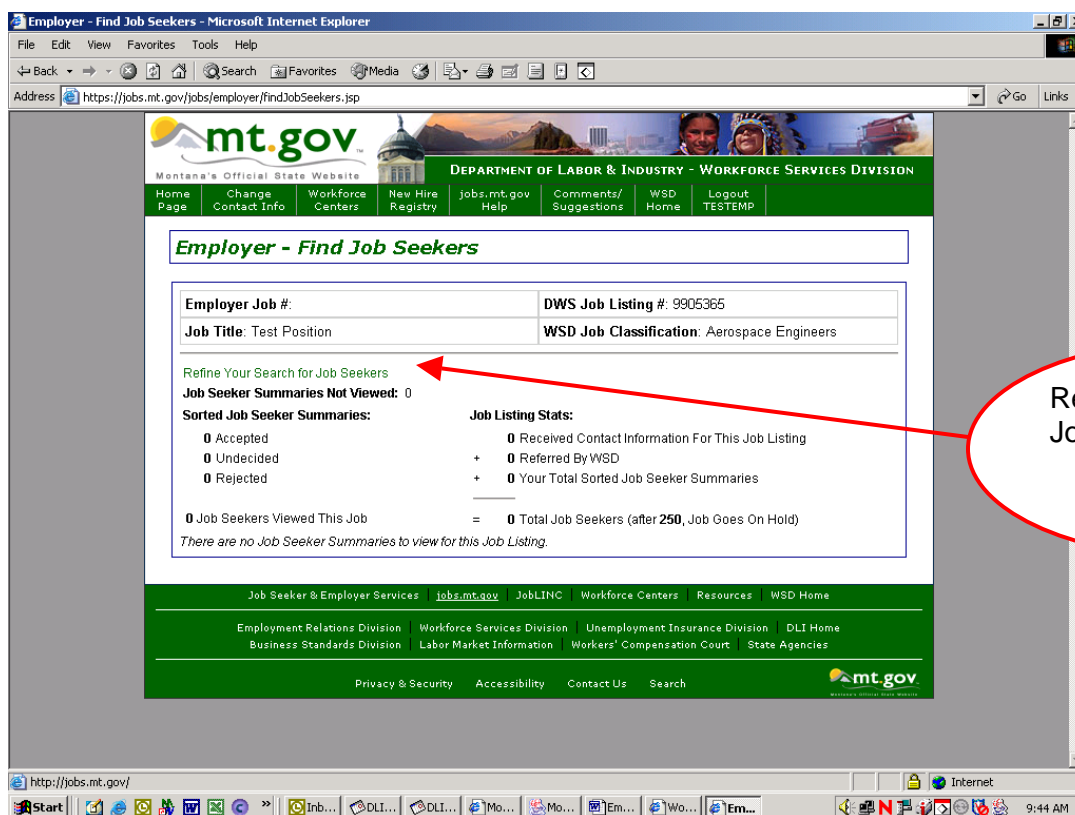 Employer - Find Job Seekers - Microsoft Internet Explorer
File Edit View Favorites Tools Help
Back Search Favorites Media
Address https://jobs.mt.gov/jobs/employer/findJobSeekers.jsp Go Links
mt.gov
Montana's Official State Website
DEPARTMENT OF LABOR & INDUSTRY - WORKFORCE SERVICES DIVISION
Home Page Change Contact Info Workforce Centers New Hire Registry jobs.mt.gov Help Comments/ Suggestions WSD Home Logout TESTEMP
Employer - Find Job Seekers
Employer Job #: DWS Job Listing #: 9905365
Job Title: Test Position WSD Job Classification: Aerospace Engineers
Refine Your Search for Job Seekers
Job Seeker Summaries Not Viewed: 0
Sorted Job Seeker Summaries: Job Listing Stats:
0 Accepted 0 Received Contact Information For This Job Listing
0 Undecided + 0 Referred By WSD
0 Rejected + 0 Your Total Sorted Job Seeker Summaries
0 Job Seekers Viewed This Job = 0 Total Job Seekers (after 250, Job Goes On Hold)
There are no Job Seeker Summaries to view for this Job Listing.
Job Seeker & Employer Services jobs.mt.gov JobLINC Workforce Centers Resources WSD Home
Employment Relations Division Workforce Services Division Unemployment Insurance Division DLI Home
Business Standards Division Labor Market Information Workers' Compensation Court State Agencies
Privacy & Security Accessibility Contact Us Search
mt.gov
http://jobs.mt.gov/ Internet
Start » Inb... DLI... DLI... Mo... Mo... Em... Wo... Em... 9:44 AM